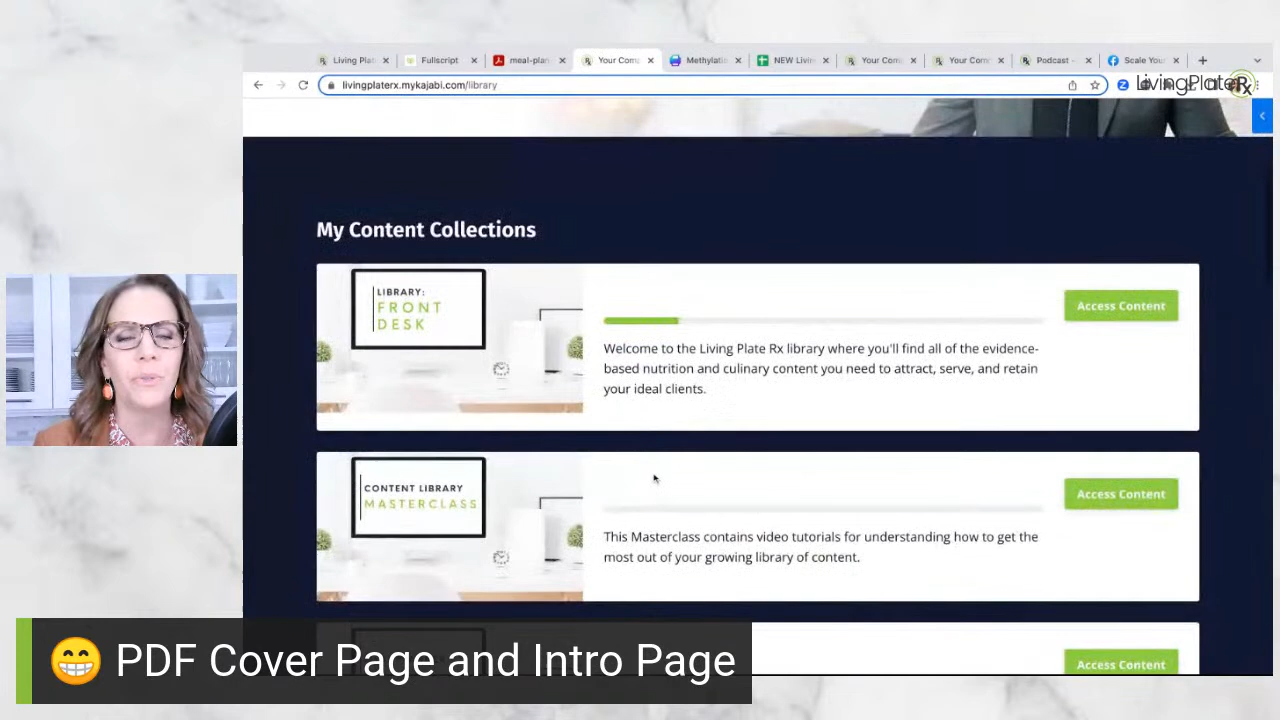 Living Plat
Fullscript
meal-plan
Your Com
Methylati
NEW Livin
Your Com
Your Com
Podcast -
Scale You
livingplaterx.mykajabi.com/library
LivingPlateRx
My Content Collections
LIBRARY:
FRONT
DESK
Access Content
Welcome to the Living Plate Rx library where you'll find all of the evidence-
based nutrition and culinary content you need to attract, serve, and retain
your ideal clients.
CONTENT LIBRARY
MASTERCLASS
Access Content
This Masterclass contains video tutorials for understanding how to get the
most out of your growing library of content.
Access Content
😁 PDF Cover Page and Intro Page